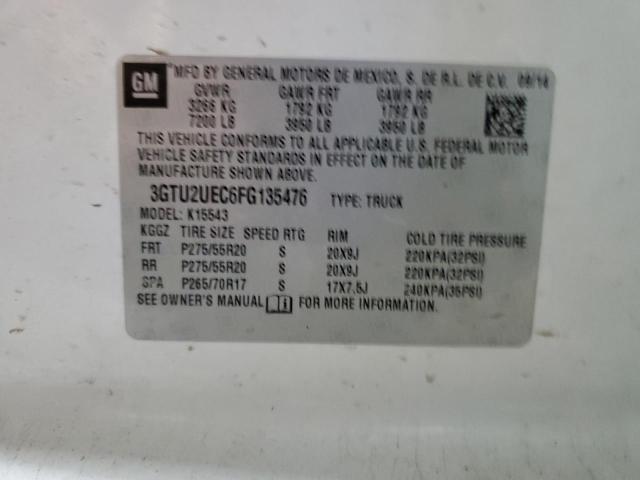 GM
MFD BY GENERAL MOTORS DE MEXICO, S. DE R.L. DE C.V. 09/14
GVWR GAWR FRT GAWR RR
3266 KG 1792 KG 1792 KG
7200 LB 3950 LB 3950 LB
THIS VEHICLE CONFORMS TO ALL APPLICABLE U.S. FEDERAL MOTOR
VEHICLE SAFETY STANDARDS IN EFFECT ON THE DATE OF
MANUFACTURE SHOWN ABOVE.
3GTU2UEC6FG135476 TYPE: TRUCK
MODEL: K15543
KGGZ TIRE SIZE SPEED RTG RIM COLD TIRE PRESSURE
FRT P275/55R20 S 20X9J 220KPA(32PSI)
RR P275/55R20 S 20X9J 220KPA(32PSI)
SPA P265/70R17 S 17X7.5J 240KPA(35PSI)
SEE OWNER'S MANUAL FOR MORE INFORMATION.